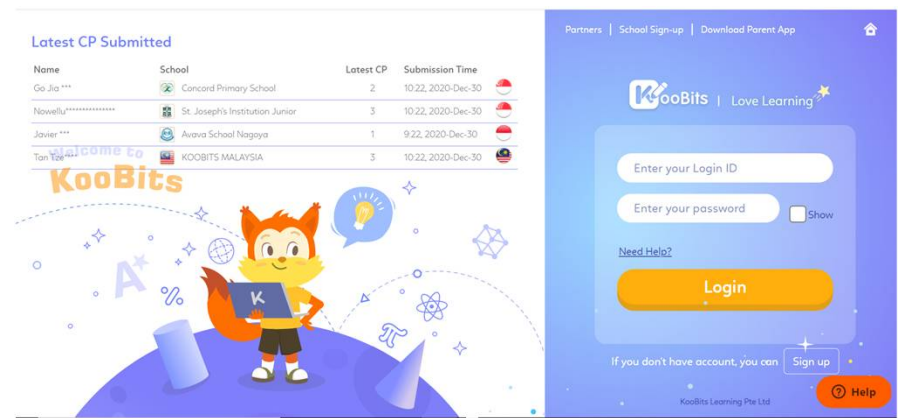 Latest CP Submitted
Name School Latest CP Submission Time
Go Jia *** Concord Primary School 2 10:22, 2020-Dec-30
Nowellu*************** St. Joseph's Institution Junior 3 10:22, 2020-Dec-30
Javier *** Avava School Nagoya 1 9:22, 2020-Dec-30
Tan Tze**** KOOBITS MALAYSIA 3 10:22, 2020-Dec-30
Welcome to
KooBits
A
%
K
π
Partners | School Sign-up | Download Parent App
KooBits | Love Learning
Enter your Login ID
Enter your password
Show
Need Help?
Login
If you don't have account, you can Sign up
Help
KooBits Learning Pte Ltd